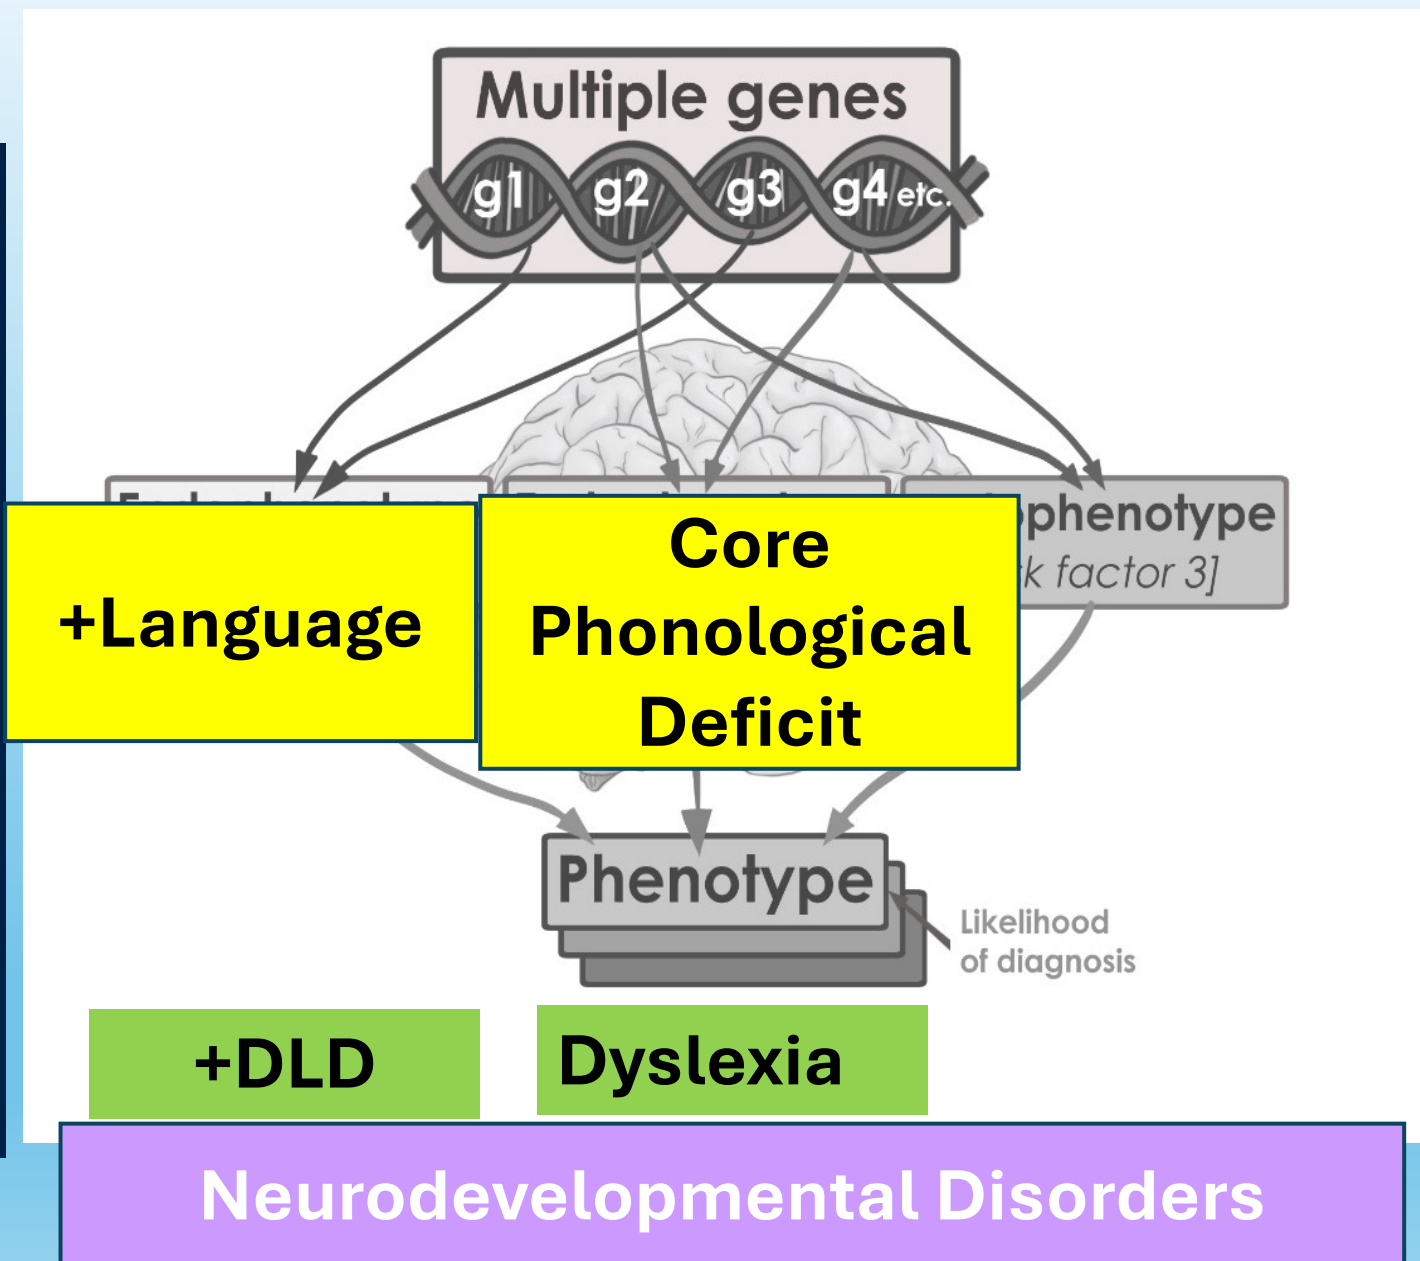 Multiple genes
g1 g2 g3 g4 etc.
phenotype
k factor 3]
+Language
Core
Phonological
Deficit
Phenotype
Likelihood
of diagnosis
+DLD
Dyslexia
Neurodevelopmental Disorders